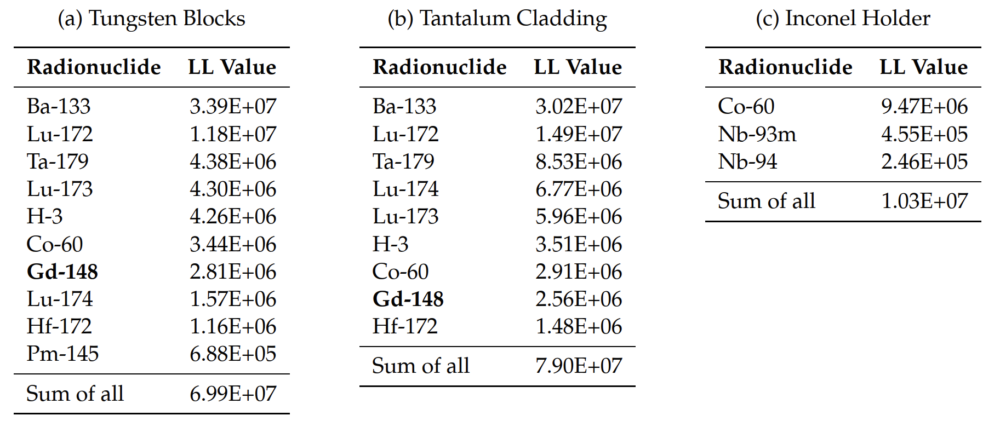 (a) Tungsten Blocks
Radionuclide LL Value
Ba-133 3.39E+07
Lu-172 1.18E+07
Ta-179 4.38E+06
Lu-173 4.30E+06
H-3 4.26E+06
Co-60 3.44E+06
Gd-148 2.81E+06
Lu-174 1.57E+06
Hf-172 1.16E+06
Pm-145 6.88E+05
Sum of all 6.99E+07
(b) Tantalum Cladding
Radionuclide LL Value
Ba-133 3.02E+07
Lu-172 1.49E+07
Ta-179 8.53E+06
Lu-174 6.77E+06
Lu-173 5.96E+06
H-3 3.51E+06
Co-60 2.91E+06
Gd-148 2.56E+06
Hf-172 1.48E+06
Sum of all 7.90E+07
(c) Inconel Holder
Radionuclide LL Value
Co-60 9.47E+06
Nb-93m 4.55E+05
Nb-94 2.46E+05
Sum of all 1.03E+07